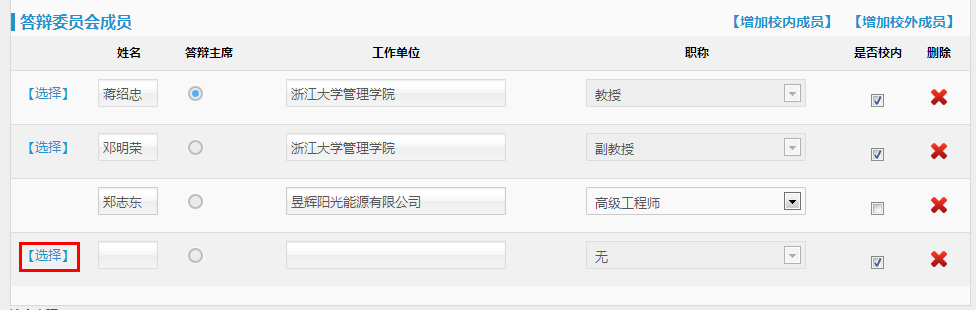 答辩委员会成员 【增加校内成员】 【增加校外成员】
姓名 答辩主席 工作单位 职称 是否校内 删除
【选择】 蒋绍忠 浙江大学管理学院 教授
【选择】 邓明荣 浙江大学管理学院 副教授
郑志东 昱辉阳光能源有限公司 高级工程师
【选择】 无